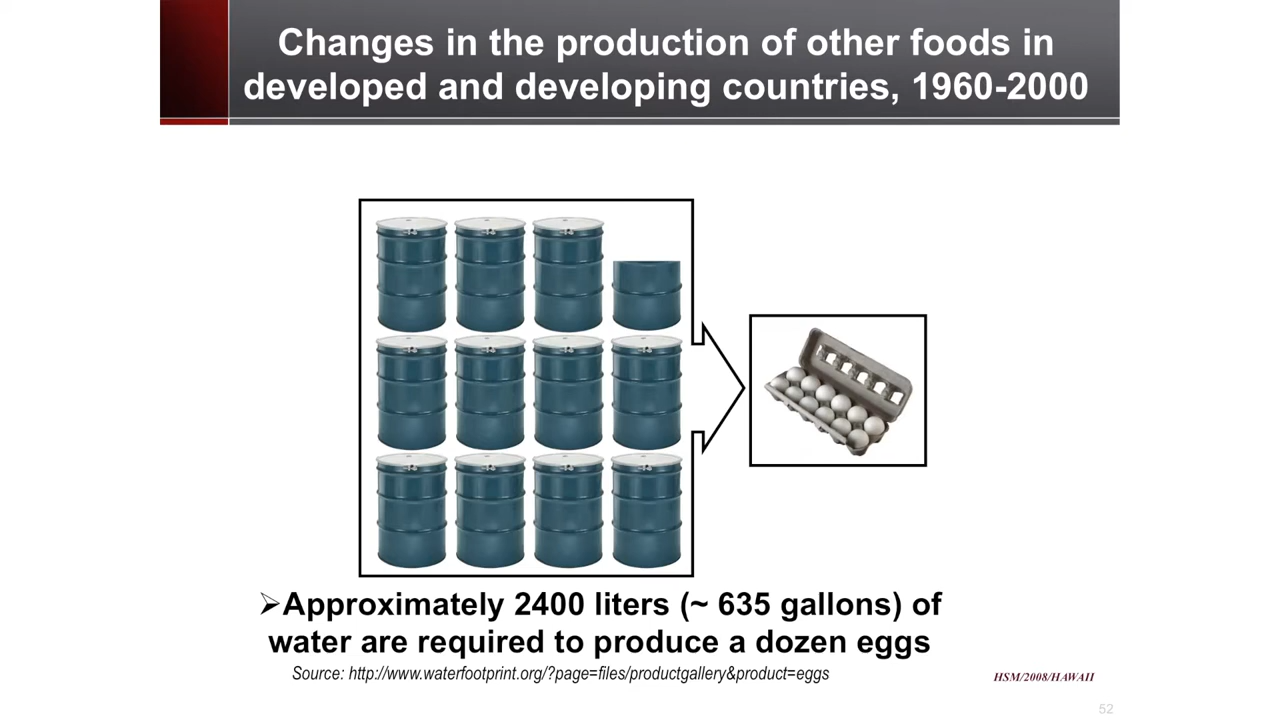 Changes in the production of other foods in
developed and developing countries, 1960-2000
➢Approximately 2400 liters (~ 635 gallons) of
water are required to produce a dozen eggs
Source: http://www.waterfootprint.org/?page=files/productgallery&product=eggs
HSM/2008/HAWAII
52